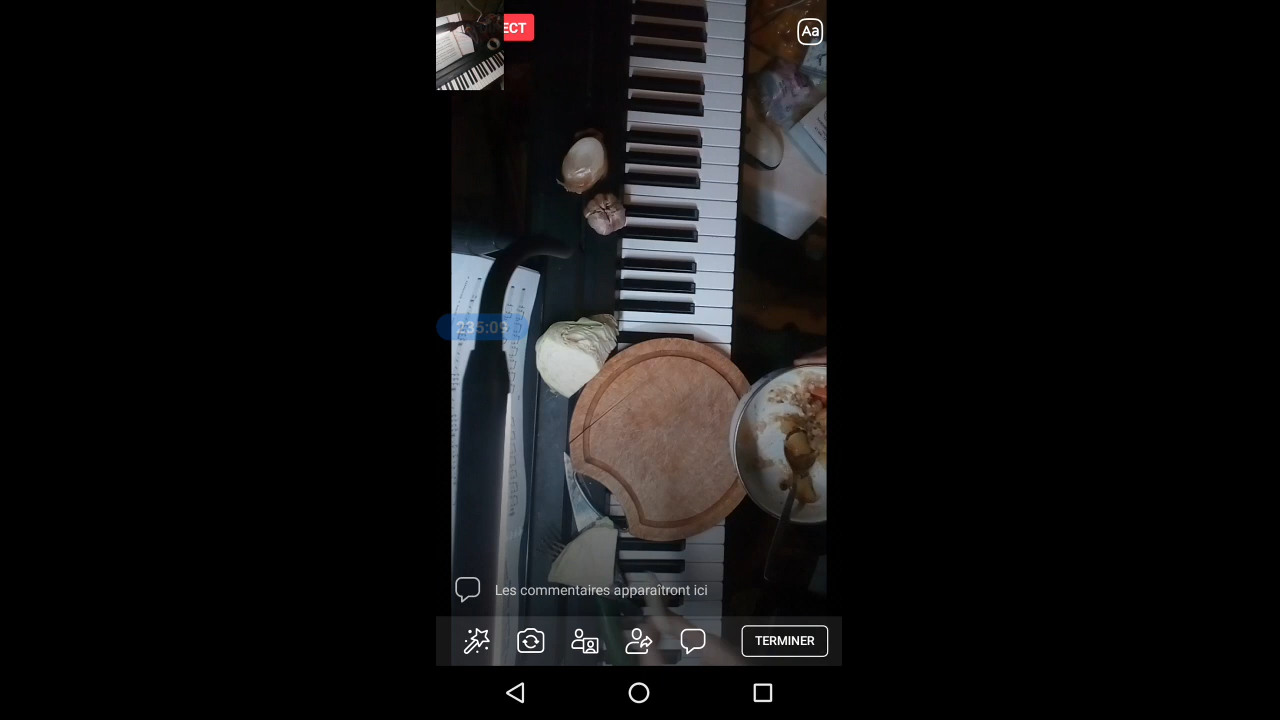 ECT
Aa
235:09
Les commentaires apparaîtront ici
TERMINER